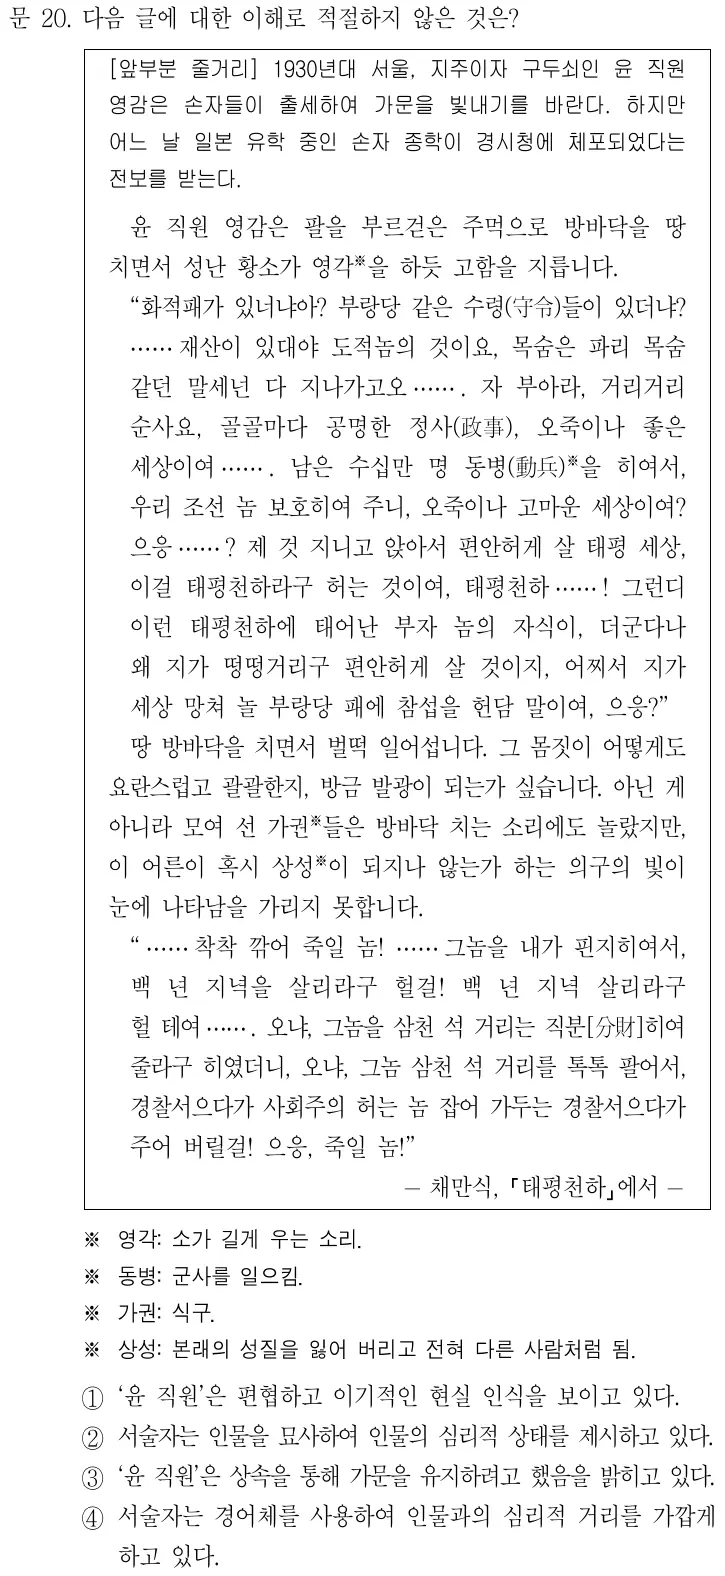 문 20. 다음 글에 대한 이해로 적절하지 않은 것은?
[앞부분 줄거리] 1930년대 서울, 지주이자 구두쇠인 윤 직원
영감은 손자들이 출세하여 가문을 빛내기를 바란다. 하지만
어느 날 일본 유학 중인 손자 종학이 경시청에 체포되었다는
전보를 받는다.
윤 직원 영감은 팔을 부르걷은 주먹으로 방바닥을 땅
치면서 성난 황소가 영각※을 하듯 고함을 지릅니다.
“화적패가 있너냐아? 부랑당 같은 수령(守令)들이 있더냐?
…… 재산이 있대야 도적놈의 것이요, 목숨은 파리 목숨
같던 말세넌 다 지나가고오 ……. 자 부아라, 거리거리
순사요, 골골마다 공명한 정사(政事), 오죽이나 좋은
세상이여 ……. 남은 수십만 명 동병(動兵)※을 히여서,
우리 조선 놈 보호히여 주니, 오죽이나 고마운 세상이여?
으응 ……? 제 것 지니고 앉아서 편안허게 살 태평 세상,
이걸 태평천하라구 허는 것이여, 태평천하 ……! 그런디
이런 태평천하에 태어난 부자 놈의 자식이, 더군다나
왜 지가 떵떵거리구 편안허게 살 것이지, 어찌서 지가
세상 망쳐 놀 부랑당 패에 참섭을 헌담 말이여, 으응?”
땅 방바닥을 치면서 벌떡 일어섭니다. 그 몸짓이 어떻게도
요란스럽고 괄괄한지, 방금 발광이 되는가 싶습니다. 아닌 게
아니라 모여 선 가권※들은 방바닥 치는 소리에도 놀랐지만,
이 어른이 혹시 상성※이 되지나 않는가 하는 의구의 빛이
눈에 나타남을 가리지 못합니다.
“ …… 착착 깎어 죽일 놈! …… 그놈을 내가 핀지히여서,
백 년 지녁을 살리라구 헐걸! 백 년 지녁 살리라구
헐 테여 ……. 오냐, 그놈을 삼천 석 거리는 직분[分財]히여
줄라구 히였더니, 오냐, 그놈 삼천 석 거리를 톡톡 팔어서,
경찰서으다가 사회주의 허는 놈 잡어 가두는 경찰서으다가
주어 버릴걸! 으응, 죽일 놈!”
— 채만식, 「태평천하」에서 —
※ 영각: 소가 길게 우는 소리.
※ 동병: 군사를 일으킴.
※ 가권: 식구.
※ 상성: 본래의 성질을 잃어 버리고 전혀 다른 사람처럼 됨.
① ‘윤 직원’은 편협하고 이기적인 현실 인식을 보이고 있다.
② 서술자는 인물을 묘사하여 인물의 심리적 상태를 제시하고 있다.
③ ‘윤 직원’은 상속을 통해 가문을 유지하려고 했음을 밝히고 있다.
④ 서술자는 경어체를 사용하여 인물과의 심리적 거리를 가깝게
하고 있다.